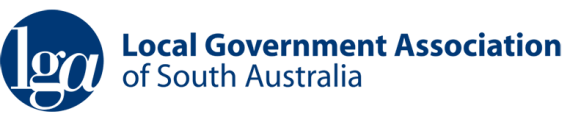 lga
Local Government Association
of South Australia